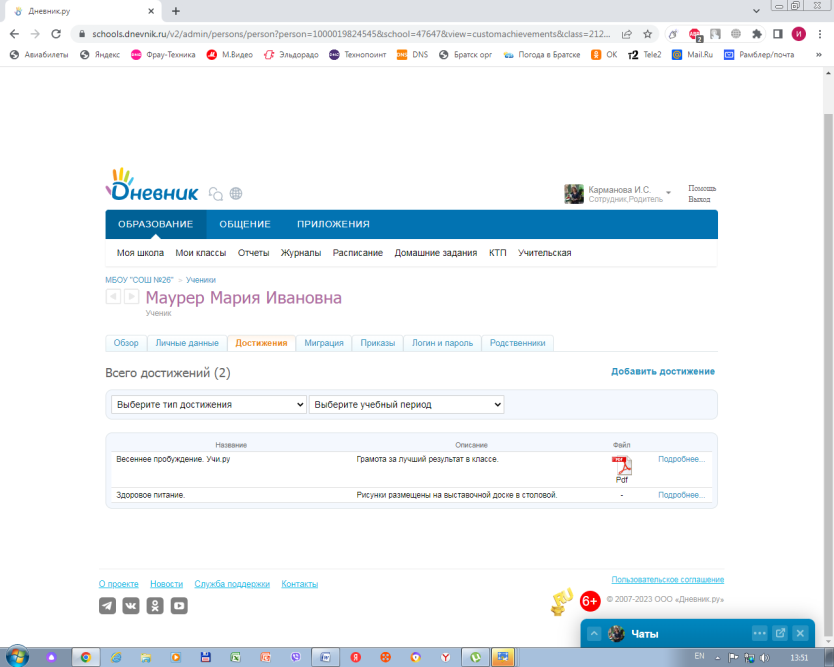 Дневник.ру
schools.dnevnik.ru/v2/admin/persons/person?person=1000019824545&school=47647&view=customachievements&class=212...
Авиабилеты Яндекс Фрау-Техника М.Видео Эльдорадо Технопоинт DNS Братск орг Погода в Братске OK Tele2 Mail.Ru Рамблер/почта »
Дневник
Карманова И.С.
Сотрудник,Родитель
Помощь
Выход
ОБРАЗОВАНИЕ ОБЩЕНИЕ ПРИЛОЖЕНИЯ
Моя школа Мои классы Отчеты Журналы Расписание Домашние задания КТП Учительская
МБОУ "СОШ №26" > Ученики
Маурер Мария Ивановна
Ученик
Обзор Личные данные Достижения Миграция Приказы Логин и пароль Родственники
Всего достижений (2) Добавить достижение
Выберите тип достижения Выберите учебный период
Название Описание Файл
Весеннее пробуждение. Учи.ру Грамота за лучший результат в классе. Pdf Подробнее...
Здоровое питание. Рисунки размещены на выставочной доске в столовой. - Подробнее...
О проекте Новости Служба поддержки Контакты
Пользовательское соглашение
6+ © 2007-2023 ООО «Дневник.ру»
Чаты
EN 13:51